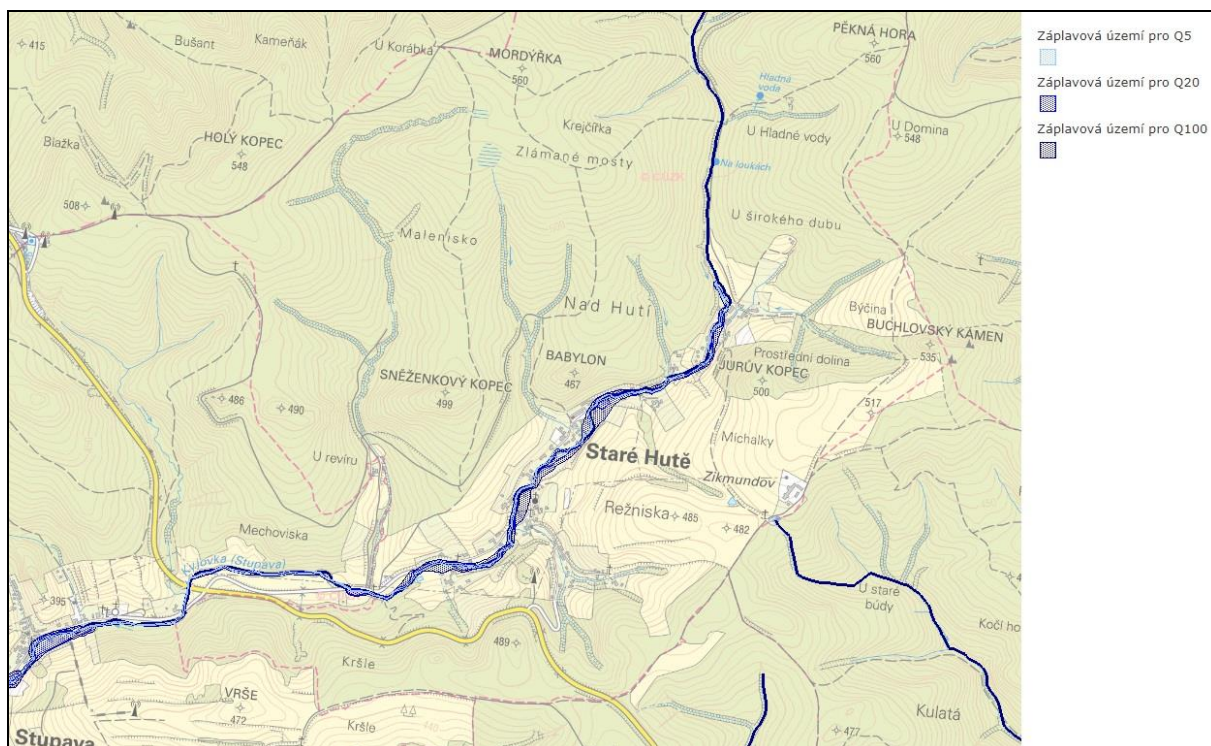 415
Bušant
Kameňák
U Korábka
MORDÝŘKA
560
PĚKNÁ HORA
560
Hladná
voda
Krejčířka
U Hladné vody
U Domina
548
Blažka
HOLÝ KOPEC
548
Zlámané mosty
Na loukách
508
Malenisko
U širokého dubu
Nad Hutí
Býčina
BUCHLOVSKÝ KÁMEN
535
BABYLON
467
Prostřední dolina
JURŮV KOPEC
500
SNĚŽENKOVÝ KOPEC
499
486
490
517
Michalky
U revíru
Staré Hutě
Zikmundov
Režniska
485
482
Mechoviska
Kyjovka (Stupava)
395
U staré
búdy
489
Kršle
VRŠE
472
Kršle
Kulatá
477
Stupava
Záplavová území pro Q5
Záplavová území pro Q20
Záplavová území pro Q100